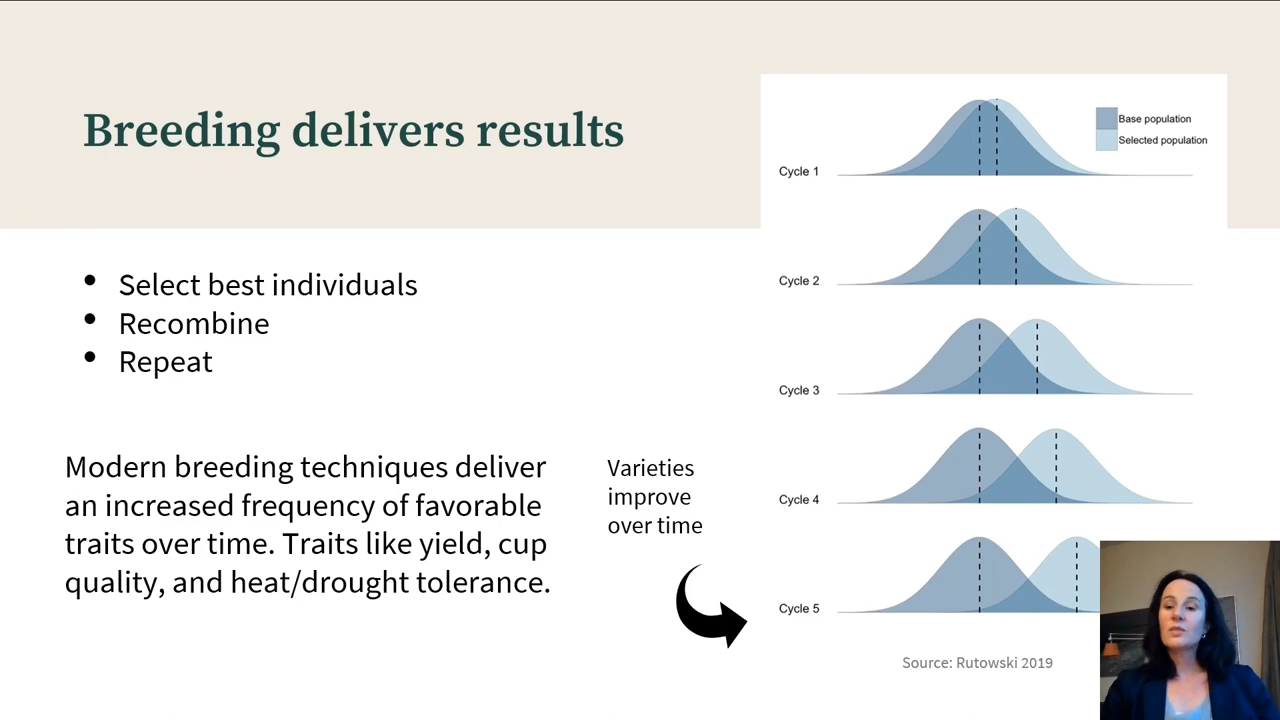 Breeding delivers results
• Select best individuals
• Recombine
• Repeat
Modern breeding techniques deliver
an increased frequency of favorable
traits over time. Traits like yield, cup
quality, and heat/drought tolerance.
Varieties
improve
over time
Base population
Selected population
Cycle 1
Cycle 2
Cycle 3
Cycle 4
Cycle 5
Source: Rutowski 2019